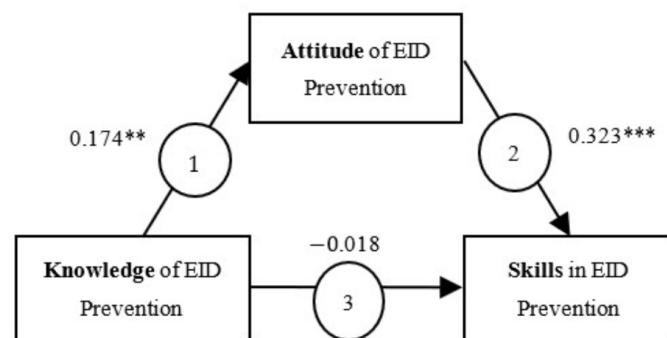 Attitude of EID
Prevention
0.174**
1
2
0.323***
−0.018
Knowledge of EID
Prevention
3
Skills in EID
Prevention